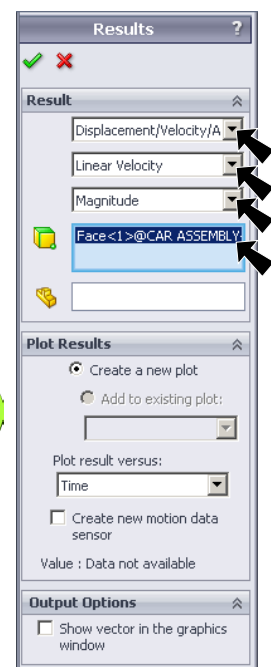 Results ?
Result
Displacement/Velocity/A
Linear Velocity
Magnitude
Face<1>@CAR ASSEMBLY-
Plot Results
Create a new plot
Add to existing plot:
Plot result versus:
Time
Create new motion data
sensor
Value : Data not available
Output Options
Show vector in the graphics
window